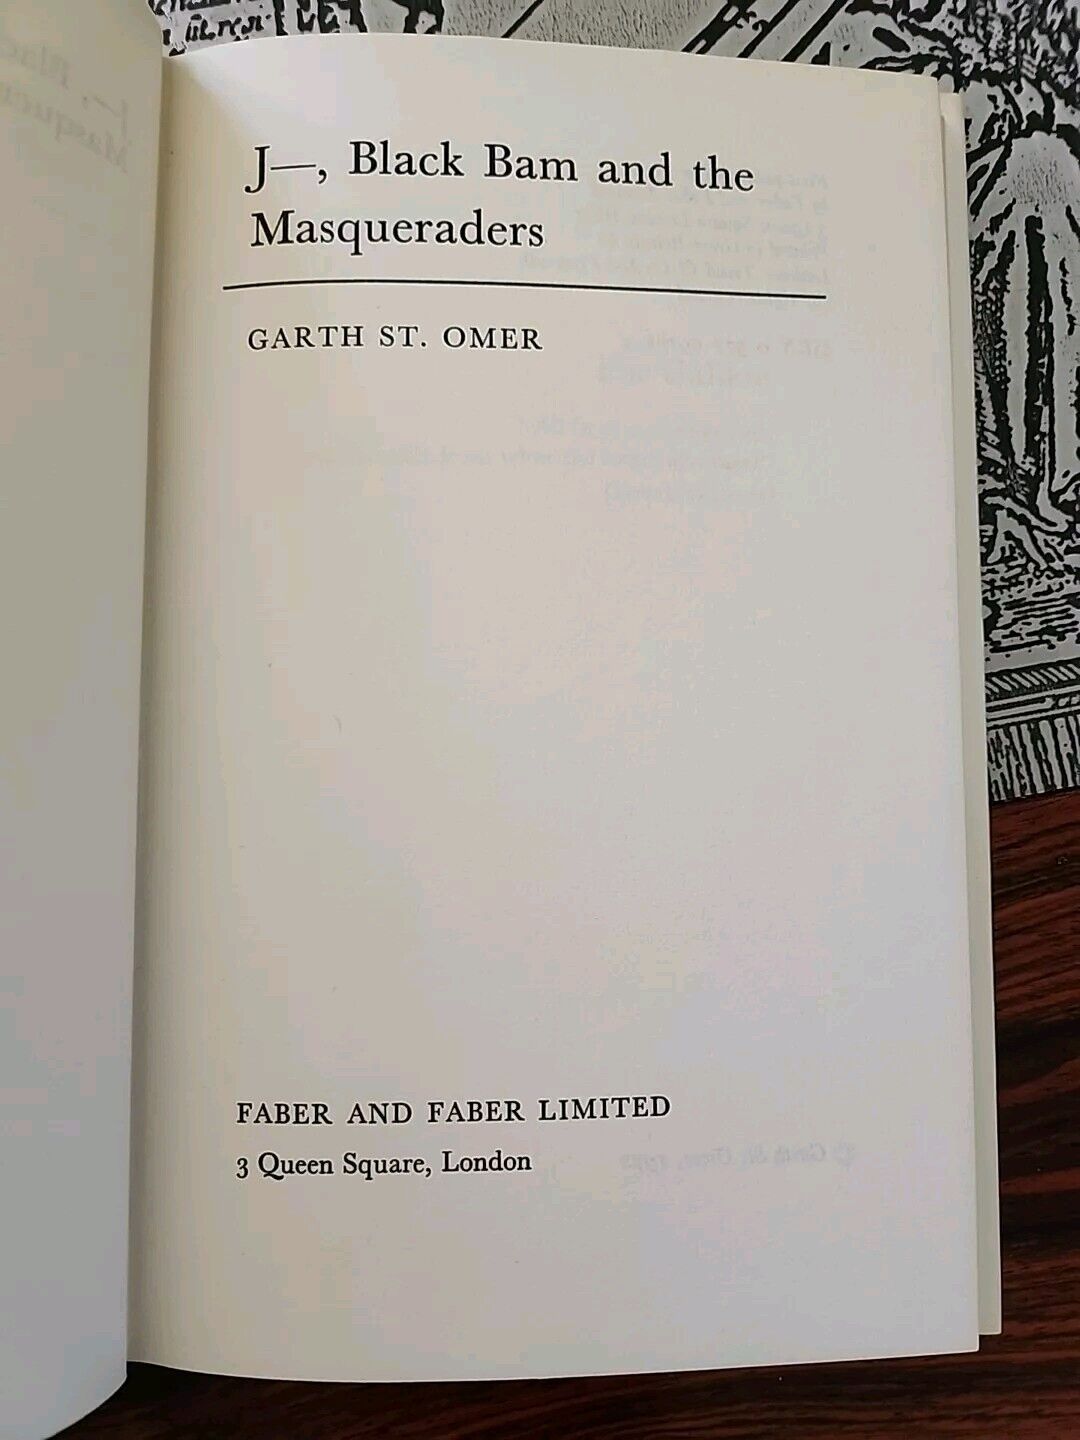 J—, Black Bam and the
Masqueraders
GARTH ST. OMER
FABER AND FABER LIMITED
3 Queen Square, London